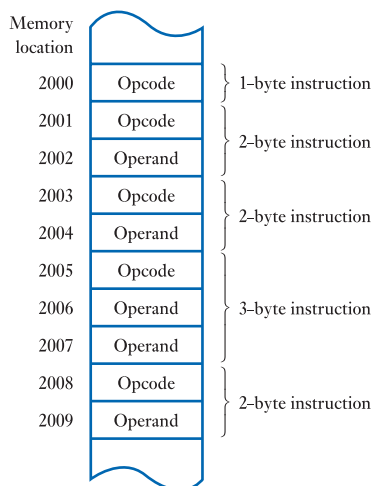 Memory
location
2000 Opcode 1–byte instruction
2001 Opcode
2–byte instruction
2002 Operand
2003 Opcode
2–byte instruction
2004 Operand
2005 Opcode
2006 Operand 3–byte instruction
2007 Operand
2008 Opcode
2–byte instruction
2009 Operand